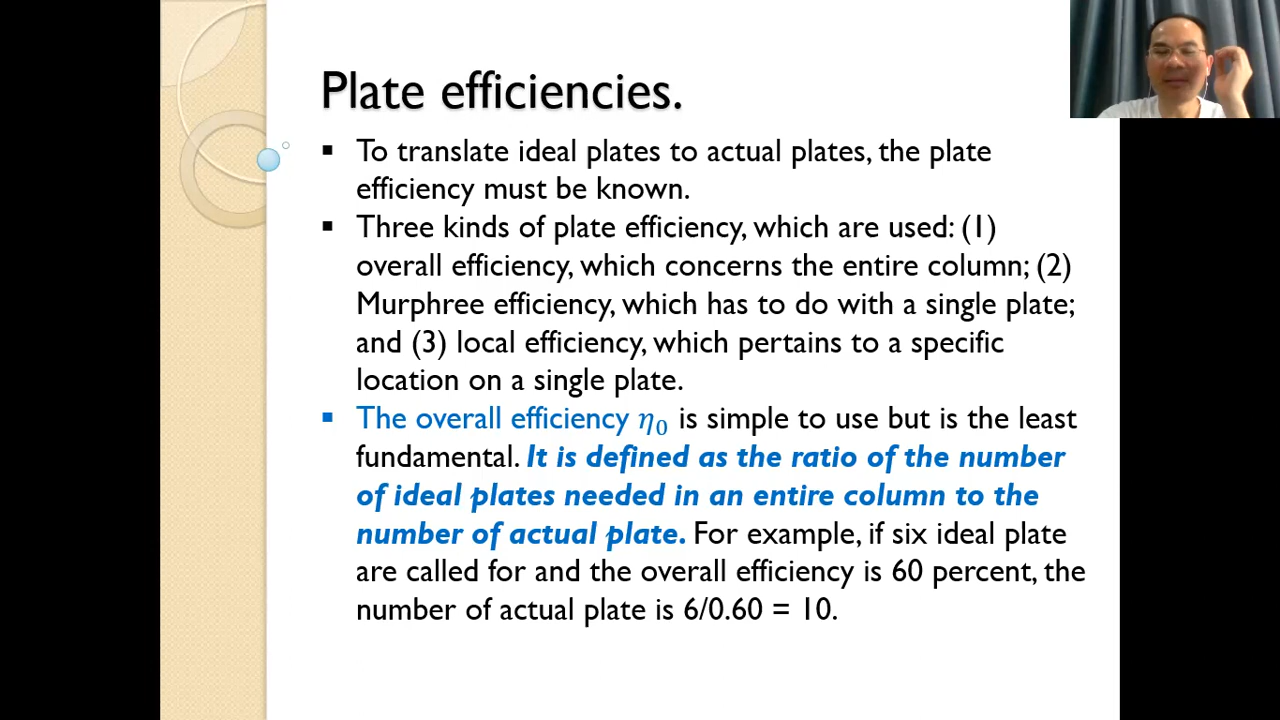 Plate efficiencies.
▪ To translate ideal plates to actual plates, the plate
efficiency must be known.
▪ Three kinds of plate efficiency, which are used: (1)
overall efficiency, which concerns the entire column; (2)
Murphree efficiency, which has to do with a single plate;
and (3) local efficiency, which pertains to a specific
location on a single plate.
▪ The overall efficiency η₀ is simple to use but is the least
fundamental. It is defined as the ratio of the number
of ideal plates needed in an entire column to the
number of actual plate. For example, if six ideal plate
are called for and the overall efficiency is 60 percent, the
number of actual plate is 6/0.60 = 10.